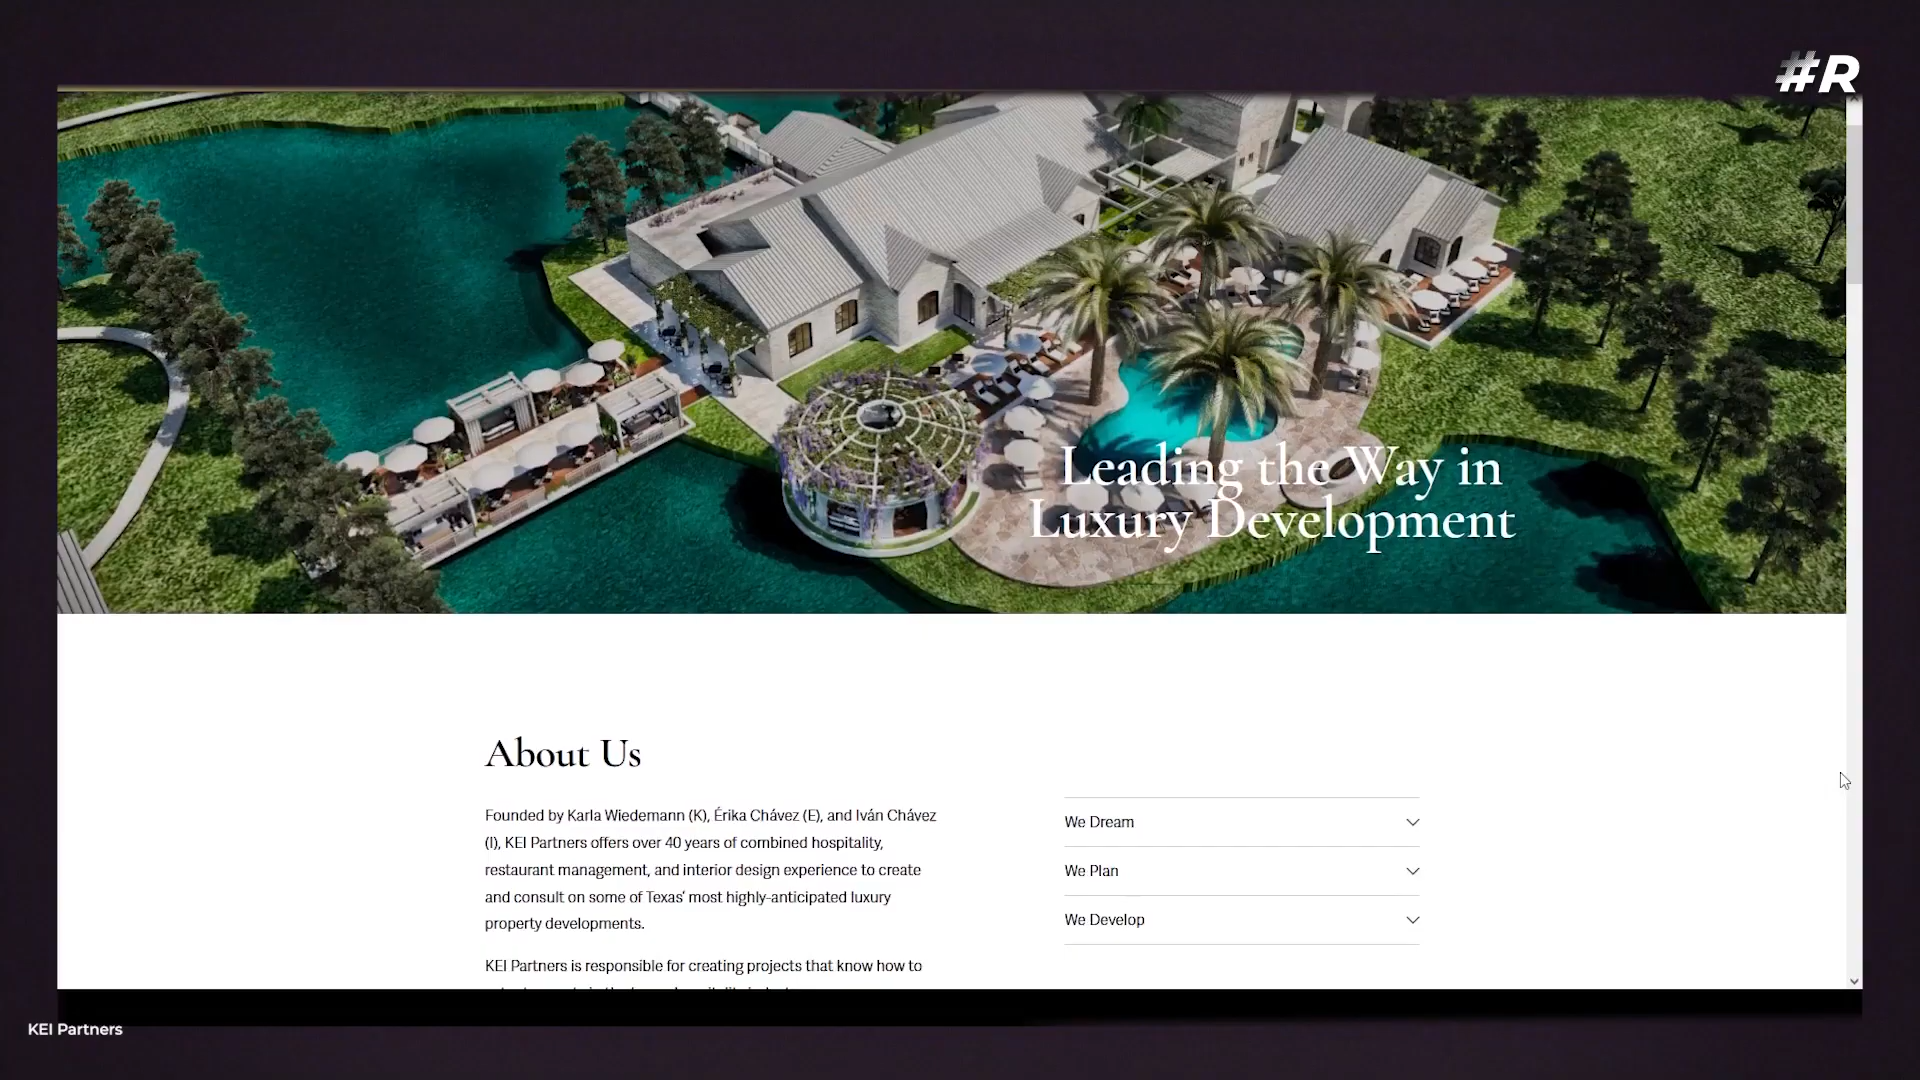 #R
Leading the Way in
Luxury Development
About Us
Founded by Karla Wiedemann (K), Érika Chávez (E), and Iván Chávez
(I), KEI Partners offers over 40 years of combined hospitality,
restaurant management, and interior design experience to create
and consult on some of Texas' most highly-anticipated luxury
property developments.
KEI Partners is responsible for creating projects that know how to
We Dream
We Plan
We Develop
KEI Partners